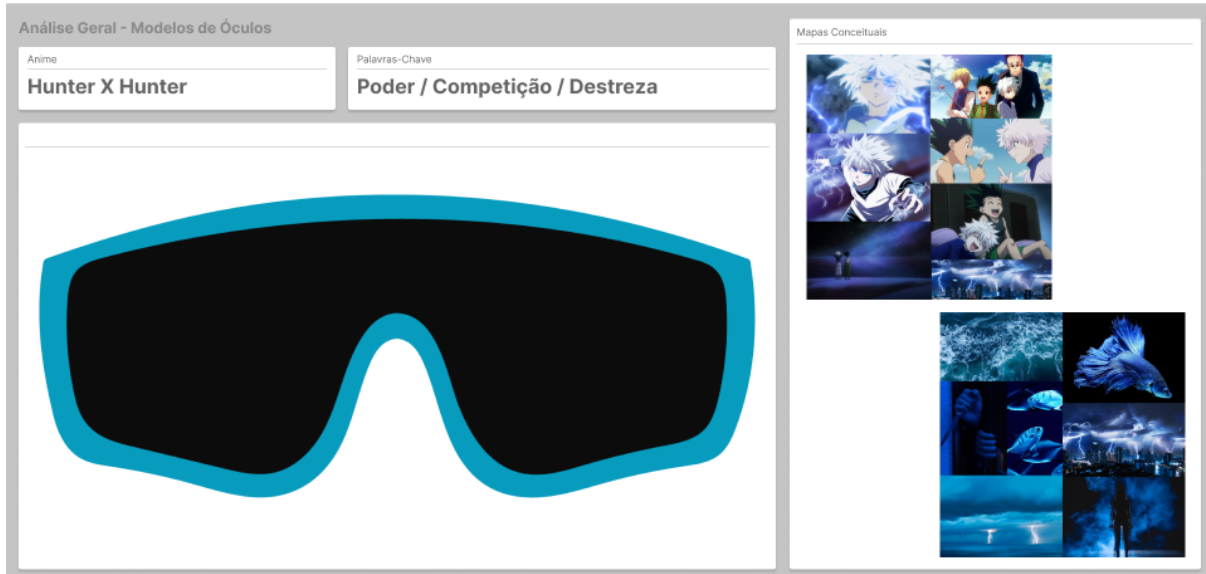 Análise Geral - Modelos de Óculos
Anime
Hunter X Hunter
Palavras-Chave
Poder / Competição / Destreza
Mapas Conceituais